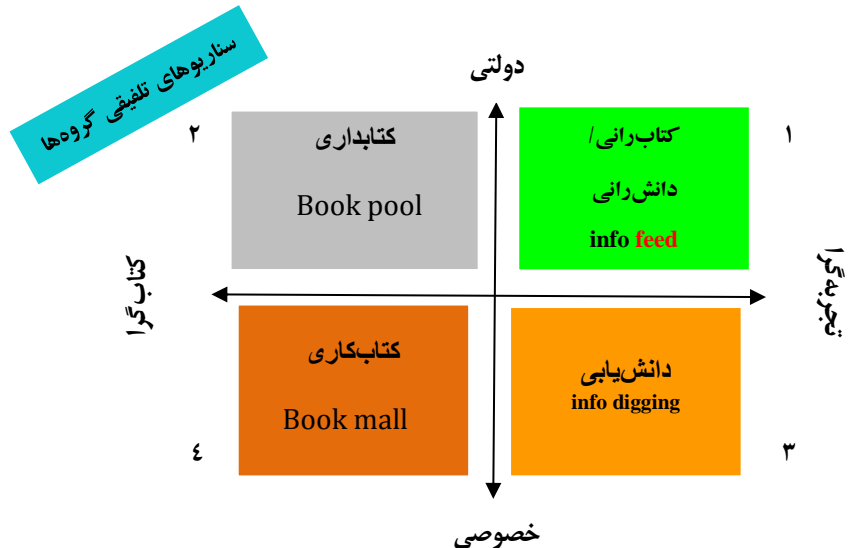 سناریوهای تلفیقی گروه‌ها
دولتی
۱
کتاب‌رانی/
دانش‌رانی
info feed
۲
کتابداری
Book pool
تجربه‌گرا
کتاب‌گرا
۳
دانش‌یابی
info digging
٤
کتاب‌کاری
Book mall
خصوصی